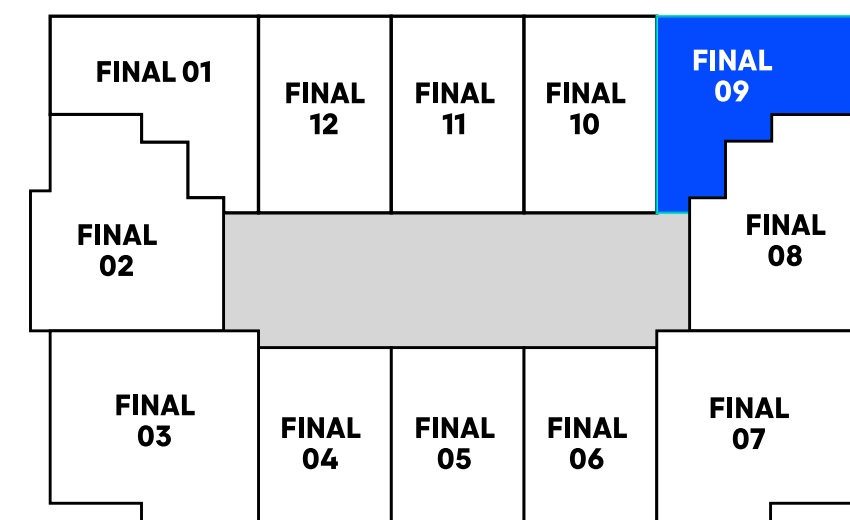 FINAL 01
FINAL
12
FINAL
11
FINAL
10
FINAL
09
FINAL
02
FINAL
08
FINAL
03
FINAL
04
FINAL
05
FINAL
06
FINAL
07